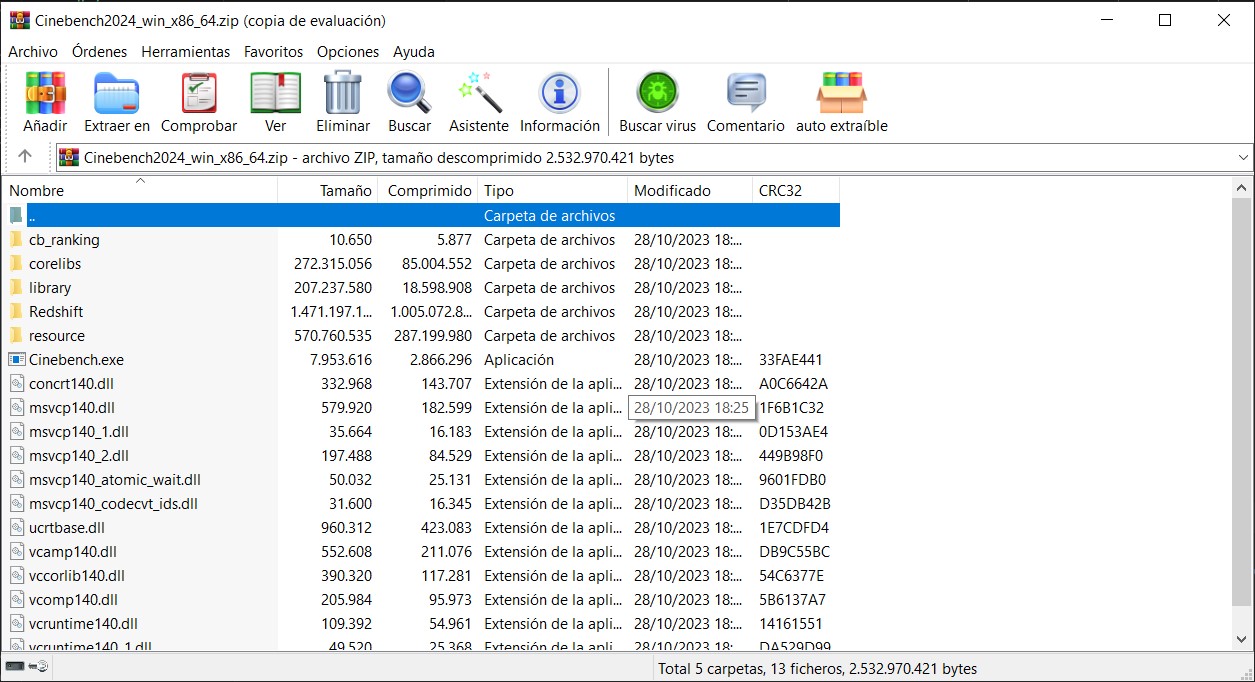 Cinebench2024_win_x86_64.zip (copia de evaluación)
Archivo Órdenes Herramientas Favoritos Opciones Ayuda
Añadir Extraer en Comprobar Ver Eliminar Buscar Asistente Información Buscar virus Comentario auto extraíble
Cinebench2024_win_x86_64.zip - archivo ZIP, tamaño descomprimido 2.532.970.421 bytes
Nombre Tamaño Comprimido Tipo Modificado CRC32
.. Carpeta de archivos
cb_ranking 10.650 5.877 Carpeta de archivos 28/10/2023 18:...
corelibs 272.315.056 85.004.552 Carpeta de archivos 28/10/2023 18:...
library 207.237.580 18.598.908 Carpeta de archivos 28/10/2023 18:...
Redshift 1.471.197.1... 1.005.072.8... Carpeta de archivos 28/10/2023 18:...
resource 570.760.535 287.199.980 Carpeta de archivos 28/10/2023 18:...
Cinebench.exe 7.953.616 2.866.296 Aplicación 28/10/2023 18:... 33FAE441
concrt140.dll 332.968 143.707 Extensión de la apli... 28/10/2023 18:... A0C6642A
msvcp140.dll 579.920 182.599 Extensión de la apli... 28/10/2023 18:25 1F6B1C32
msvcp140_1.dll 35.664 16.183 Extensión de la apli... 28/10/2023 18:... 0D153AE4
msvcp140_2.dll 197.488 84.529 Extensión de la apli... 28/10/2023 18:... 449B98F0
msvcp140_atomic_wait.dll 50.032 25.131 Extensión de la apli... 28/10/2023 18:... 9601FDB0
msvcp140_codecvt_ids.dll 31.600 16.345 Extensión de la apli... 28/10/2023 18:... D35DB42B
ucrtbase.dll 960.312 423.083 Extensión de la apli... 28/10/2023 18:... 1E7CDFD4
vcamp140.dll 552.608 211.076 Extensión de la apli... 28/10/2023 18:... DB9C55BC
vccorlib140.dll 390.320 117.281 Extensión de la apli... 28/10/2023 18:... 54C6377E
vcomp140.dll 205.984 95.973 Extensión de la apli... 28/10/2023 18:... 5B6137A7
vcruntime140.dll 109.392 54.961 Extensión de la apli... 28/10/2023 18:... 14161551
vcruntime140_1.dll 49.520 25.368 Extensión de la apli... 28/10/2023 18:... DA529D99
Total 5 carpetas, 13 ficheros, 2.532.970.421 bytes